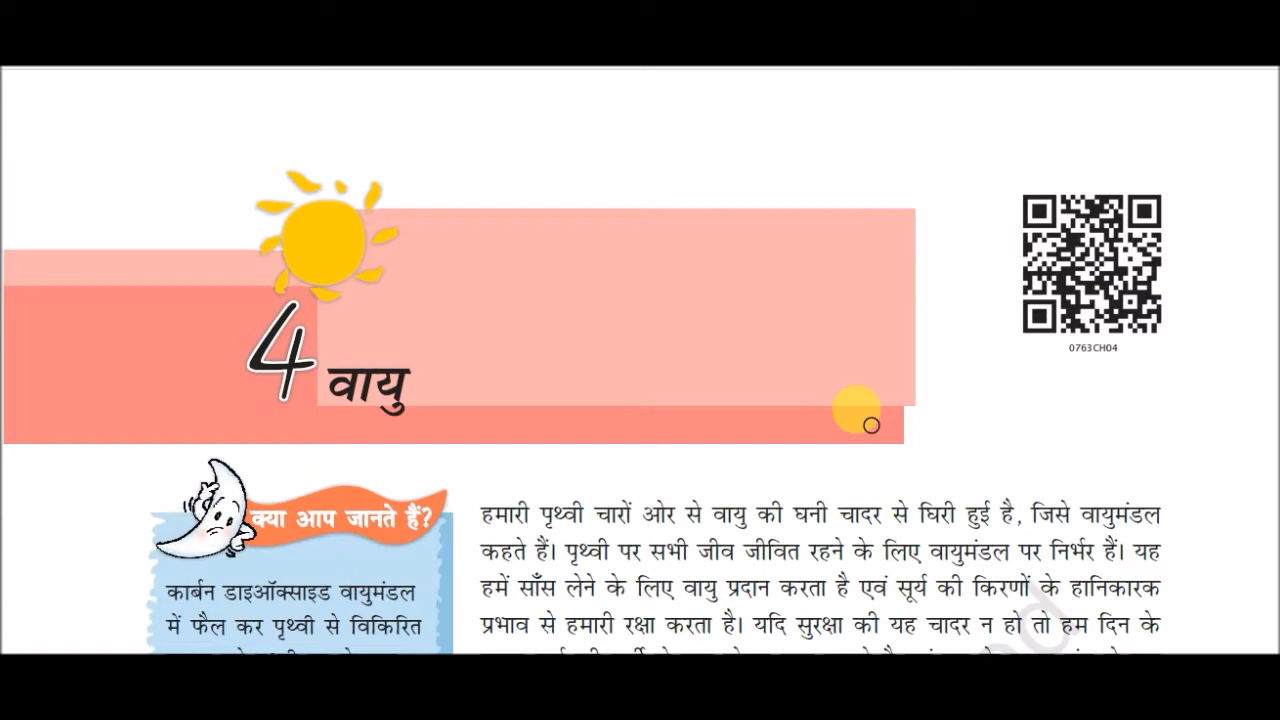 0763CH04
4 वायु
क्या आप जानते हैं?
कार्बन डाइऑक्साइड वायुमंडल
में फैल कर पृथ्वी से विकिरित
हमारी पृथ्वी चारों ओर से वायु की घनी चादर से घिरी हुई है, जिसे वायुमंडल
कहते हैं। पृथ्वी पर सभी जीव जीवित रहने के लिए वायुमंडल पर निर्भर हैं। यह
हमें साँस लेने के लिए वायु प्रदान करता है एवं सूर्य की किरणों के हानिकारक
प्रभाव से हमारी रक्षा करता है। यदि सुरक्षा की यह चादर न हो तो हम दिन के